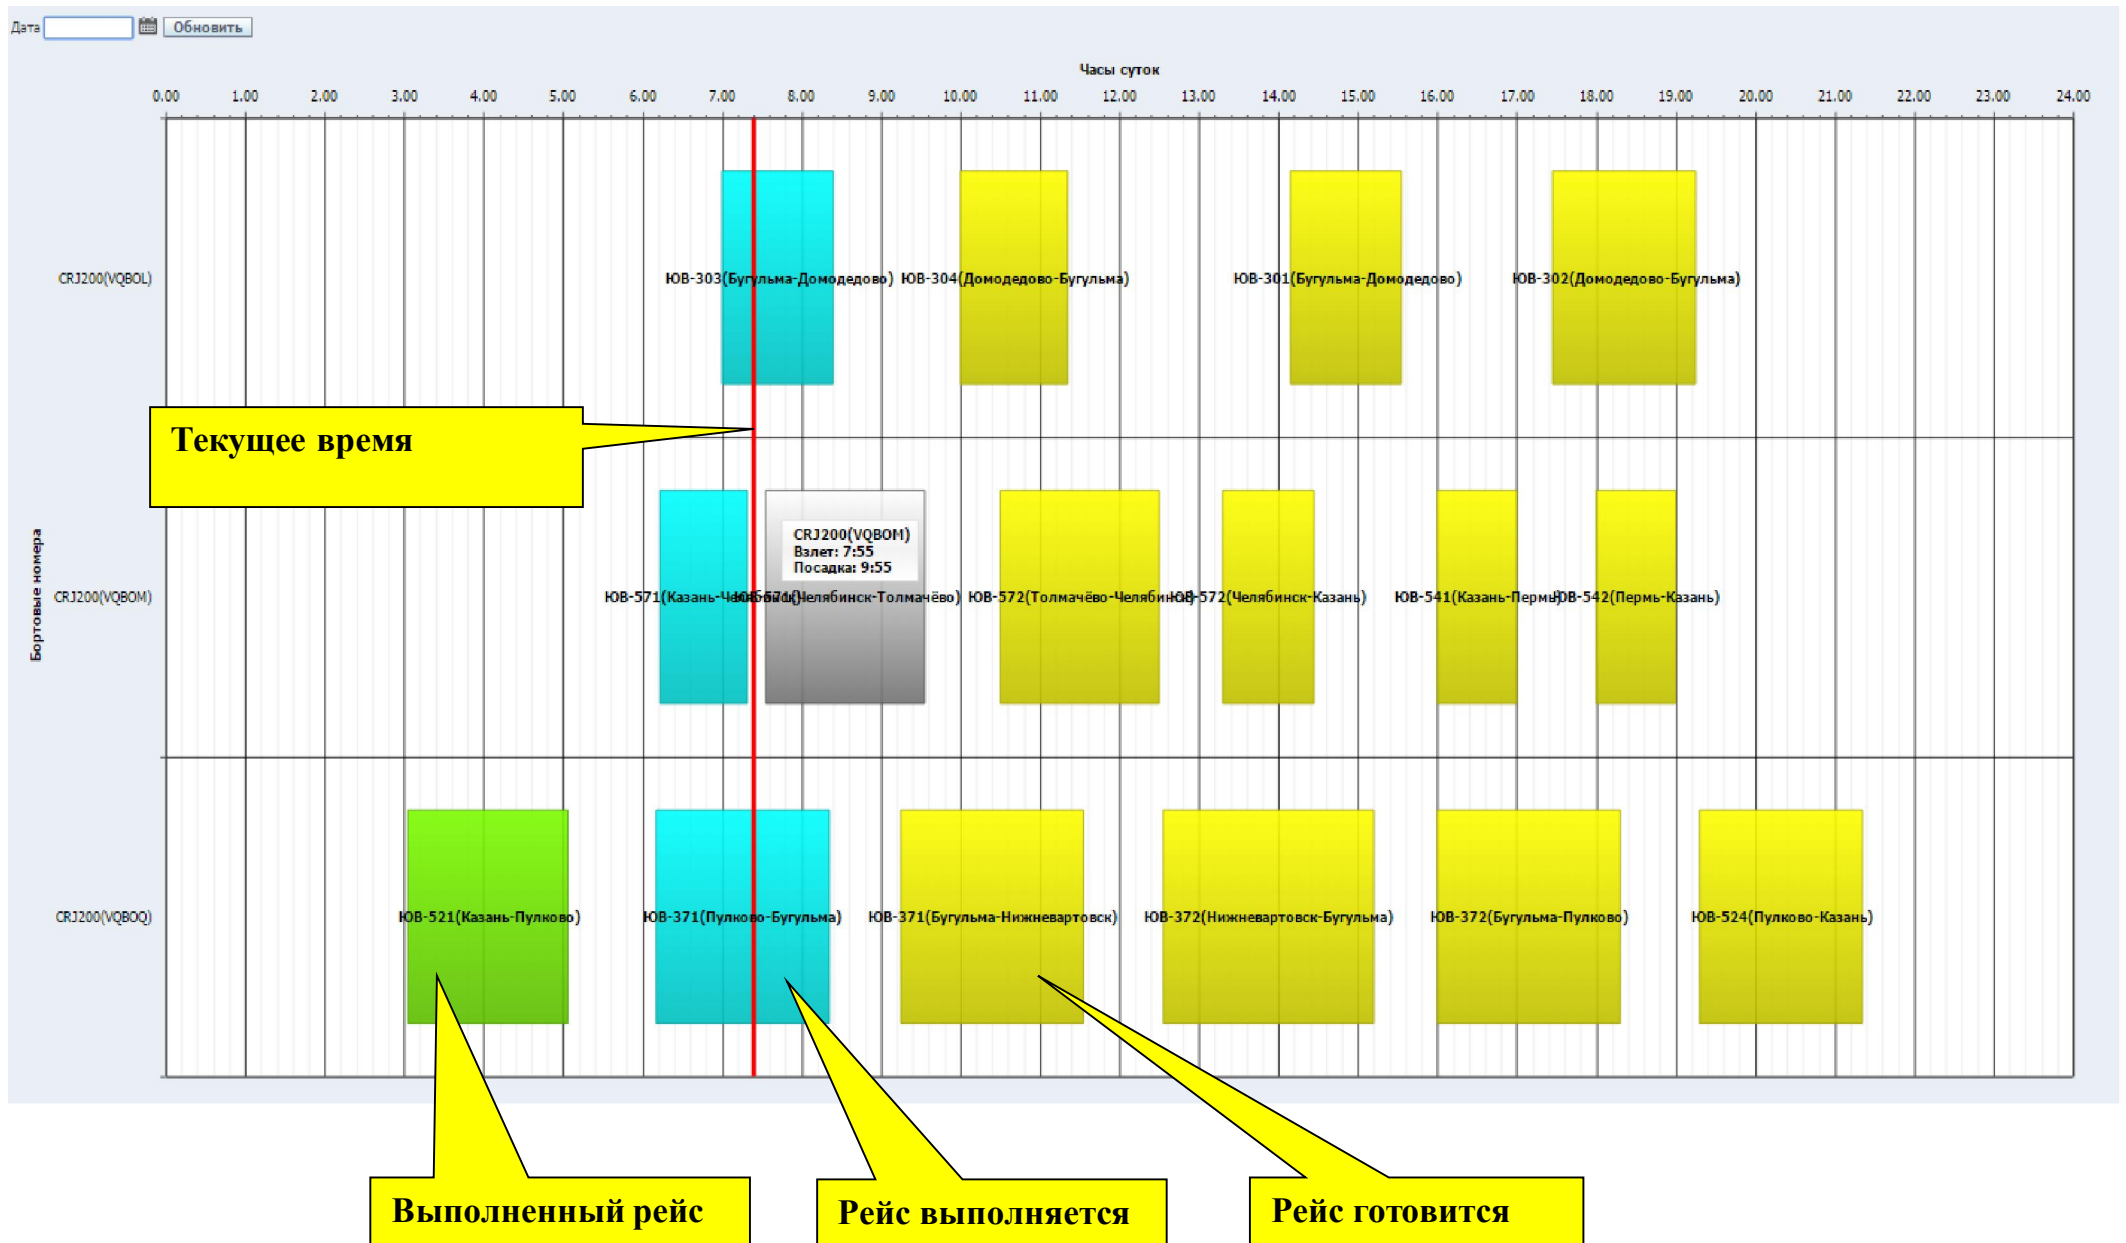 Дата
Обновить
Часы суток
0.00 1.00 2.00 3.00 4.00 5.00 6.00 7.00 8.00 9.00 10.00 11.00 12.00 13.00 14.00 15.00 16.00 17.00 18.00 19.00 20.00 21.00 22.00 23.00 24.00
CRJ200(VQBOL)
ЮВ-303(Бугульма-Домодедово) ЮВ-304(Домодедово-Бугульма) ЮВ-301(Бугульма-Домодедово) ЮВ-302(Домодедово-Бугульма)
Текущее время
Бортовые номера
CRJ200(VQBOM)
Взлет: 7:55
Посадка: 9:55
CRJ200(VQBOM)
ЮВ-571(Казань-Челябинск) ЮВ-571(Челябинск-Толмачёво) ЮВ-572(Толмачёво-Челябинск) ЮВ-572(Челябинск-Казань) ЮВ-541(Казань-Пермь) ЮВ-542(Пермь-Казань)
CRJ200(VQBOQ)
ЮВ-521(Казань-Пулково) ЮВ-371(Пулково-Бугульма) ЮВ-371(Бугульма-Нижневартовск) ЮВ-372(Нижневартовск-Бугульма) ЮВ-372(Бугульма-Пулково) ЮВ-524(Пулково-Казань)
Выполненный рейс
Рейс выполняется
Рейс готовится